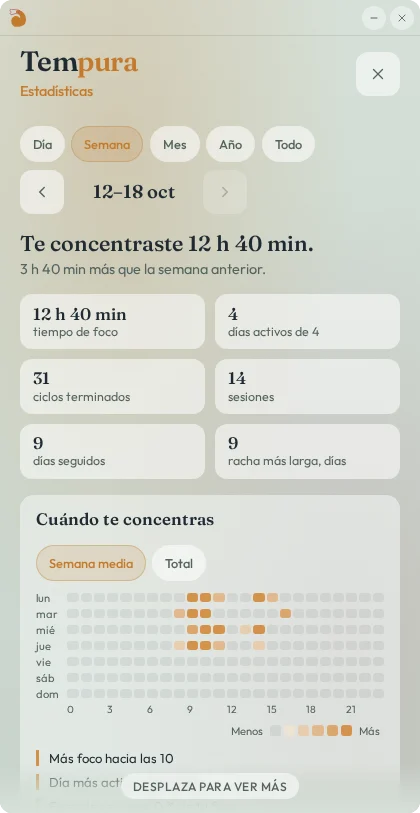 Tempura
Estadísticas
Día Semana Mes Año Todo
12–18 oct
Te concentraste 12 h 40 min.
3 h 40 min más que la semana anterior.
12 h 40 min 4
tiempo de foco días activos de 4
31 14
ciclos terminados sesiones
9 9
días seguidos racha más larga, días
Cuándo te concentras
Semana media Total
lun
mar
mié
jue
vie
sáb
dom
0 3 6 9 12 15 18 21
Menos Más
Más foco hacia las 10
Día más
DESPLAZA PARA VER MÁS